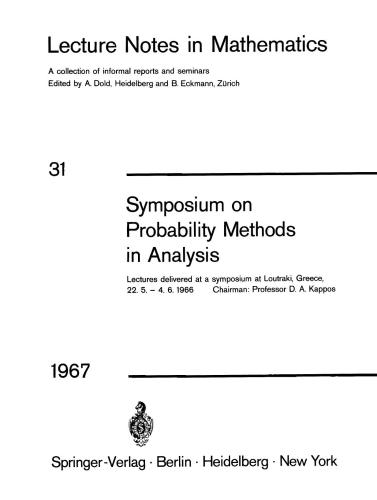 Lecture Notes in Mathematics
A collection of informal reports and seminars
Edited by A. Dold, Heidelberg and B. Eckmann, Zürich
31
Symposium on
Probability Methods
in Analysis
Lectures delivered at a symposium at Loutraki, Greece,
22. 5. – 4. 6. 1966 Chairman: Professor D. A. Kappos
1967
Springer-Verlag · Berlin · Heidelberg · New York